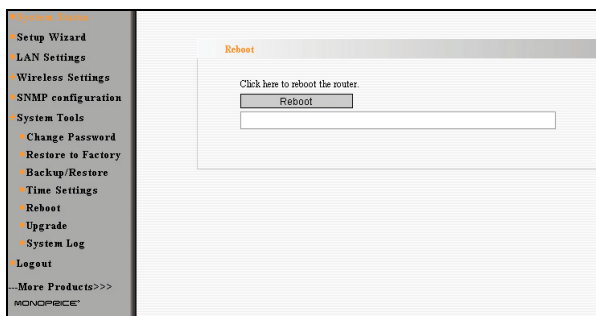 System Status
Setup Wizard
LAN Settings
Wireless Settings
SNMP configuration
System Tools
Change Password
Restore to Factory
Backup/Restore
Time Settings
Reboot
Upgrade
System Log
Logout
---More Products>>>
MONOPRICE
Reboot
Click here to reboot the router.
Reboot